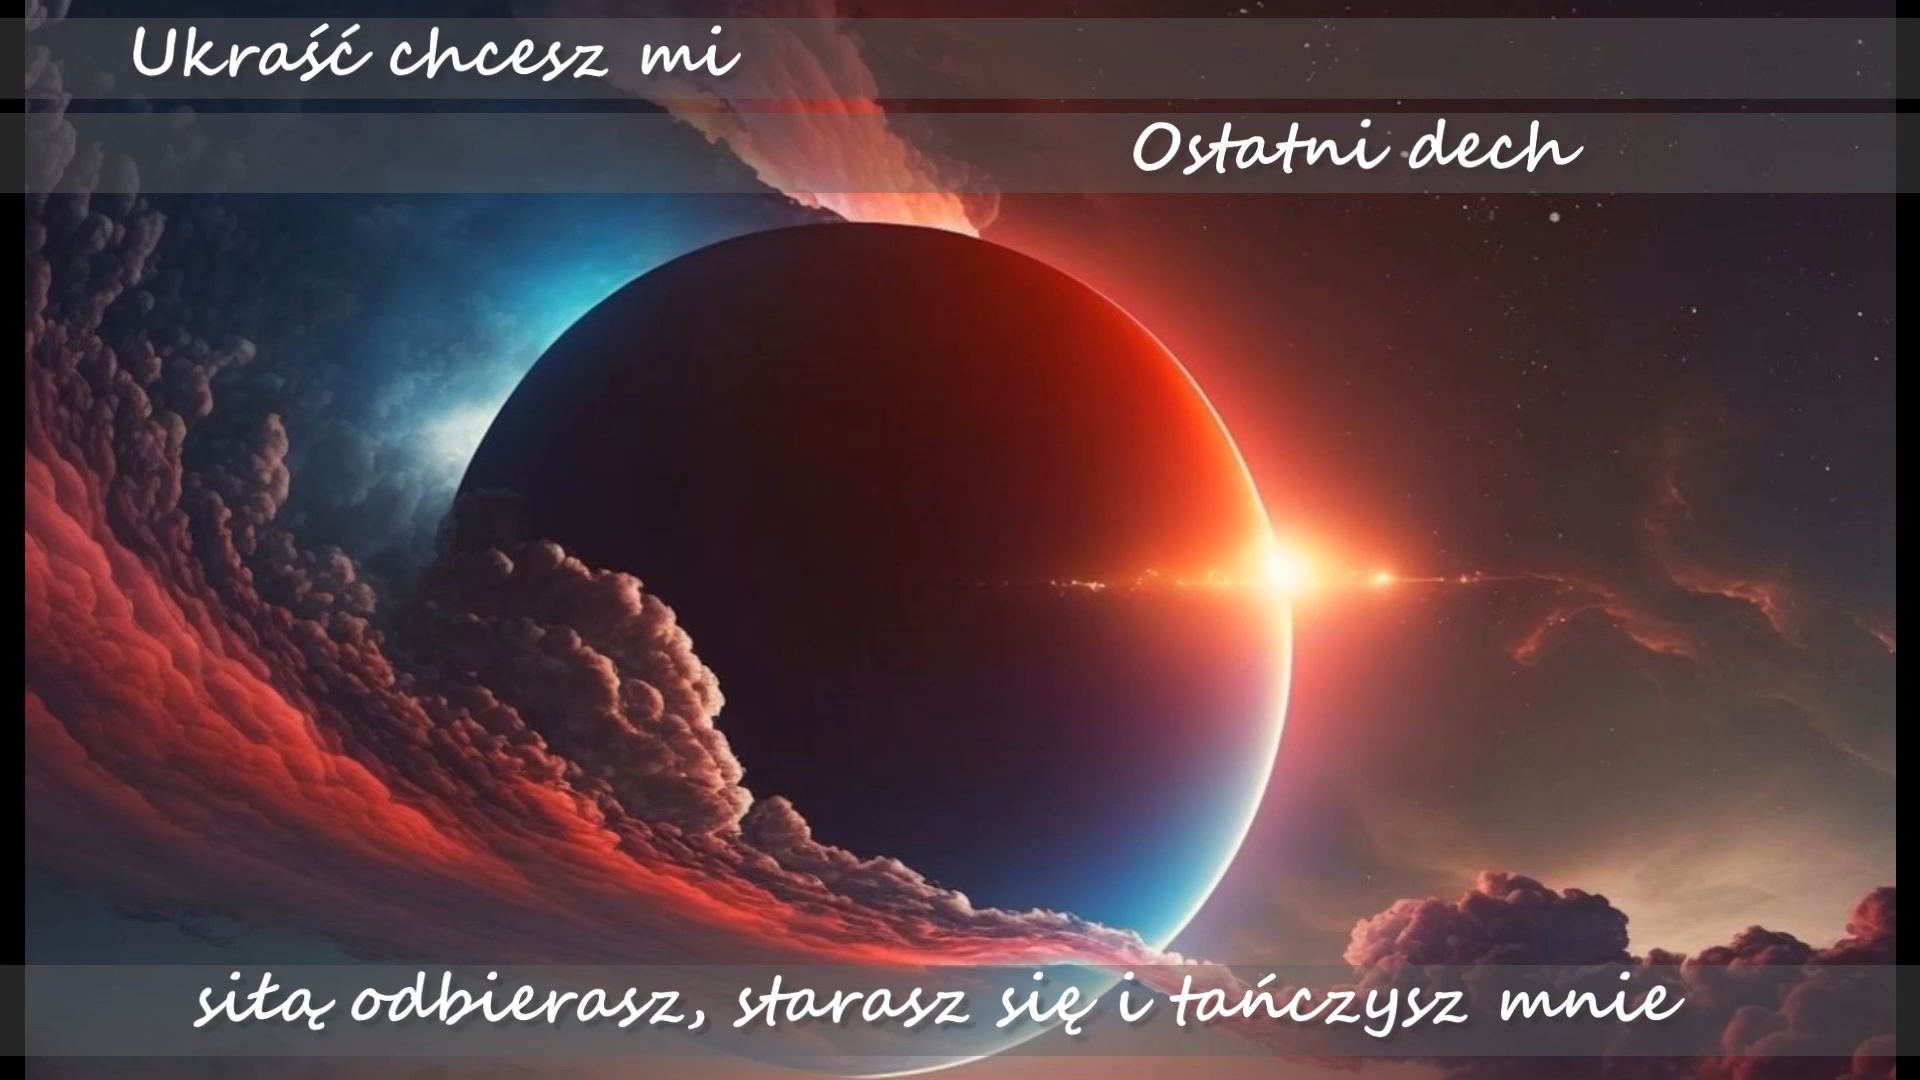 Ukraść chcesz mi
Ostatni dech
siłą odbierasz, starasz się i tańczysz mnie